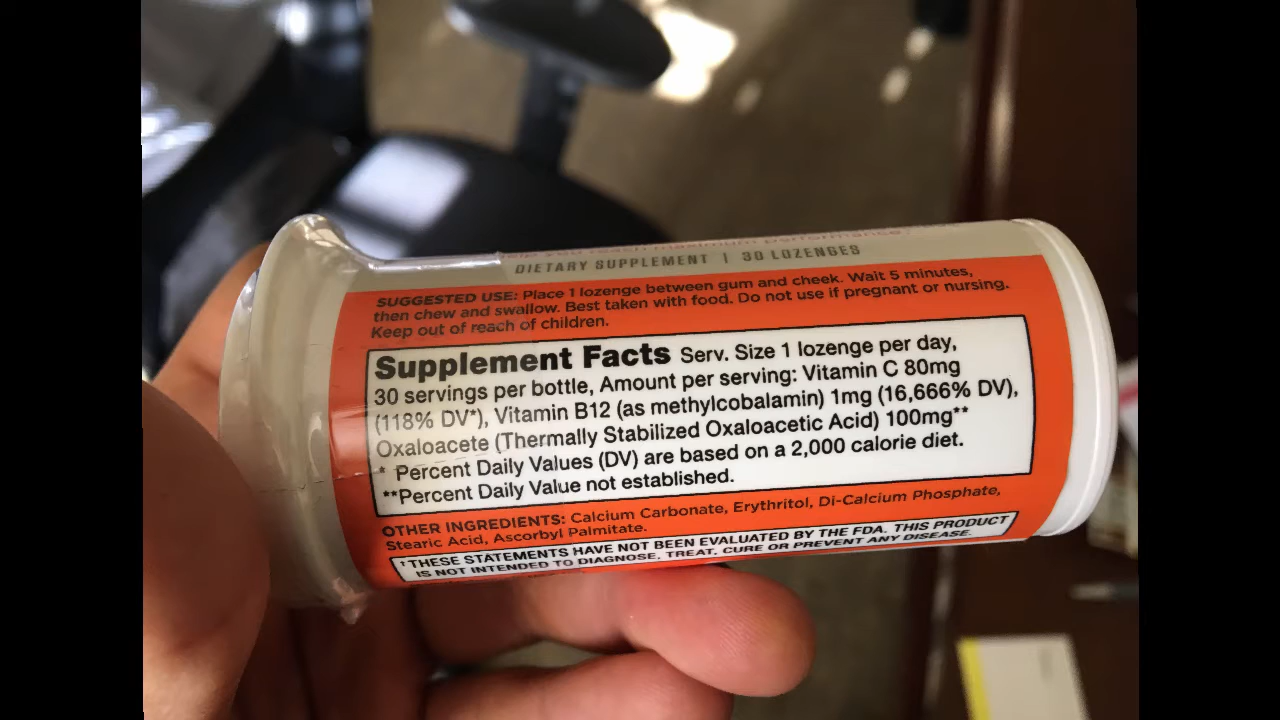 maximum performance.
DIETARY SUPPLEMENT | 30 LOZENGES
SUGGESTED USE: Place 1 lozenge between gum and cheek. Wait 5 minutes,
then chew and swallow. Best taken with food. Do not use if pregnant or nursing.
Keep out of reach of children.
Supplement Facts Serv. Size 1 lozenge per day,
30 servings per bottle, Amount per serving: Vitamin C 80mg
(118% DV*), Vitamin B12 (as methylcobalamin) 1mg (16,666% DV),
Oxaloacete (Thermally Stabilized Oxaloacetic Acid) 100mg**
* Percent Daily Values (DV) are based on a 2,000 calorie diet.
**Percent Daily Value not established.
OTHER INGREDIENTS: Calcium Carbonate, Erythritol, Di-Calcium Phosphate,
Stearic Acid, Ascorbyl Palmitate.
†THESE STATEMENTS HAVE NOT BEEN EVALUATED BY THE FDA. THIS PRODUCT
IS NOT INTENDED TO DIAGNOSE, TREAT, CURE OR PREVENT ANY DISEASE.